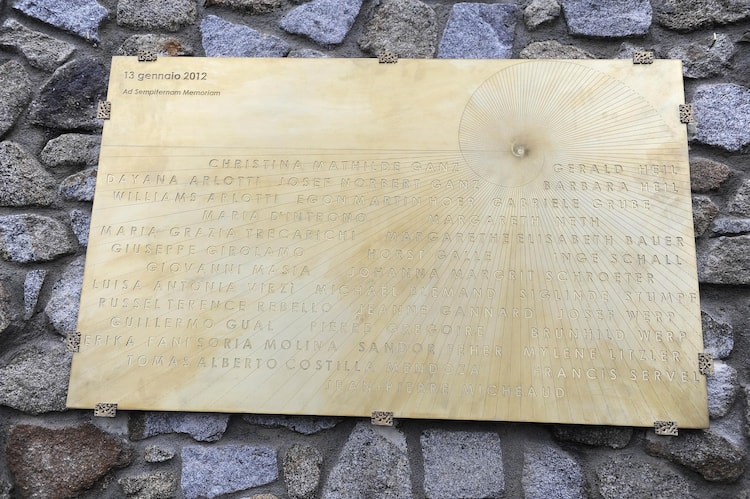 13 gennaio 2012
Ad Sempiternam Memoriam
CHRISTINA MATHILDE GANZ GERALD HEIL
DAYANA ARLOTTI JOSEF NORBERT GANZ BARBARA HEIL
WILLIAMS ARLOTTI EGON MARTIN HOER GABRIELE GRUBE
MARIA D'INTRONO MARGARETH NETH
MARIA GRAZIA TRECARICHI MARGARETHE ELISABETH BAUER
GIUSEPPE GIROLAMO HORST GALLE INGE SCHALL
GIOVANNI MASIA JOHANNA MARGRIT SCHROETER
LUISA ANTONIA VIRZÌ MICHAEL BLEMAND SIGLINDE STUMPF
RUSSEL TERENCE REBELLO JEANNE GANNARD JOSEF WERP
GUILLERMO GUAL PIERRE GREGOIRE BRUNHILD WERP
ERIKA FANI SORIA MOLINA SANDOR FEHER MYLENE LITZLER
TOMAS ALBERTO COSTILLA MENDOZA FRANCIS SERVEL
JEAN PIERRE MICHEAUD